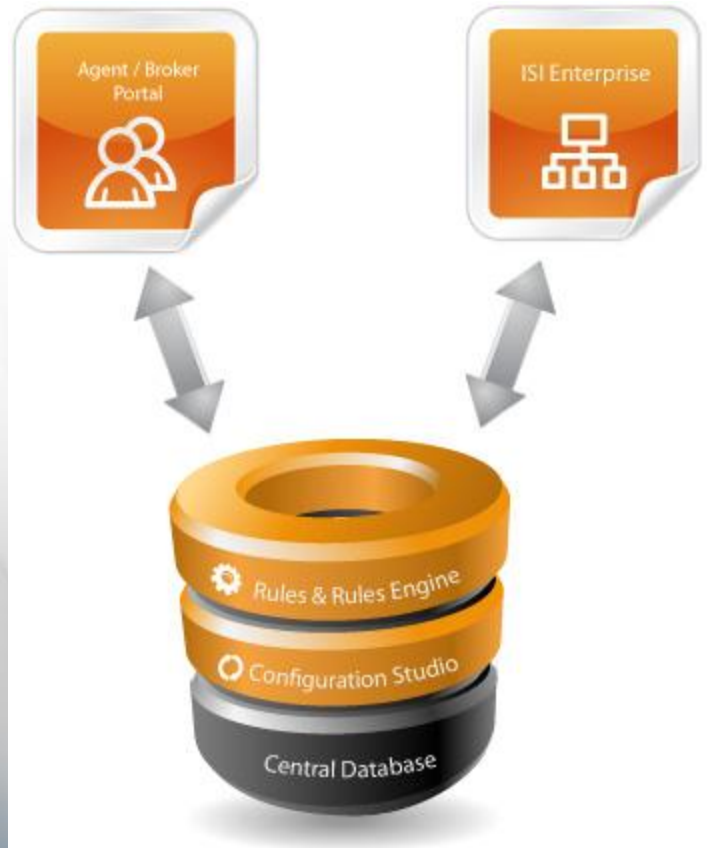 Agent / Broker
Portal
ISI Enterprise
Rules & Rules Engine
Configuration Studio
Central Database